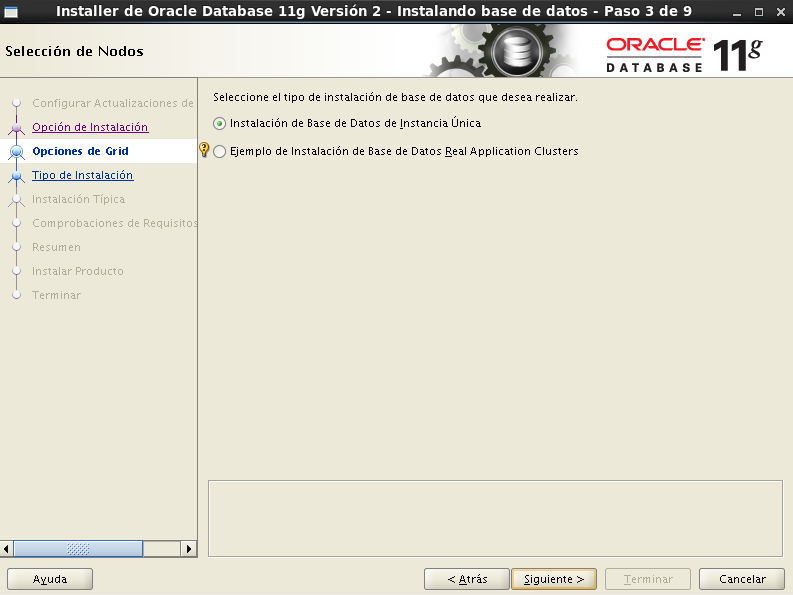 Installer de Oracle Database 11g Versión 2 - Instalando base de datos - Paso 3 de 9
Selección de Nodos
ORACLE
DATABASE
11g
Configurar Actualizaciones de
Opción de Instalación
Opciones de Grid
Tipo de Instalación
Instalación Típica
Comprobaciones de Requisitos
Resumen
Instalar Producto
Terminar
Seleccione el tipo de instalación de base de datos que desea realizar.
Instalación de Base de Datos de Instancia Única
Ejemplo de Instalación de Base de Datos Real Application Clusters
Ayuda
< Atrás
Siguiente >
Terminar
Cancelar